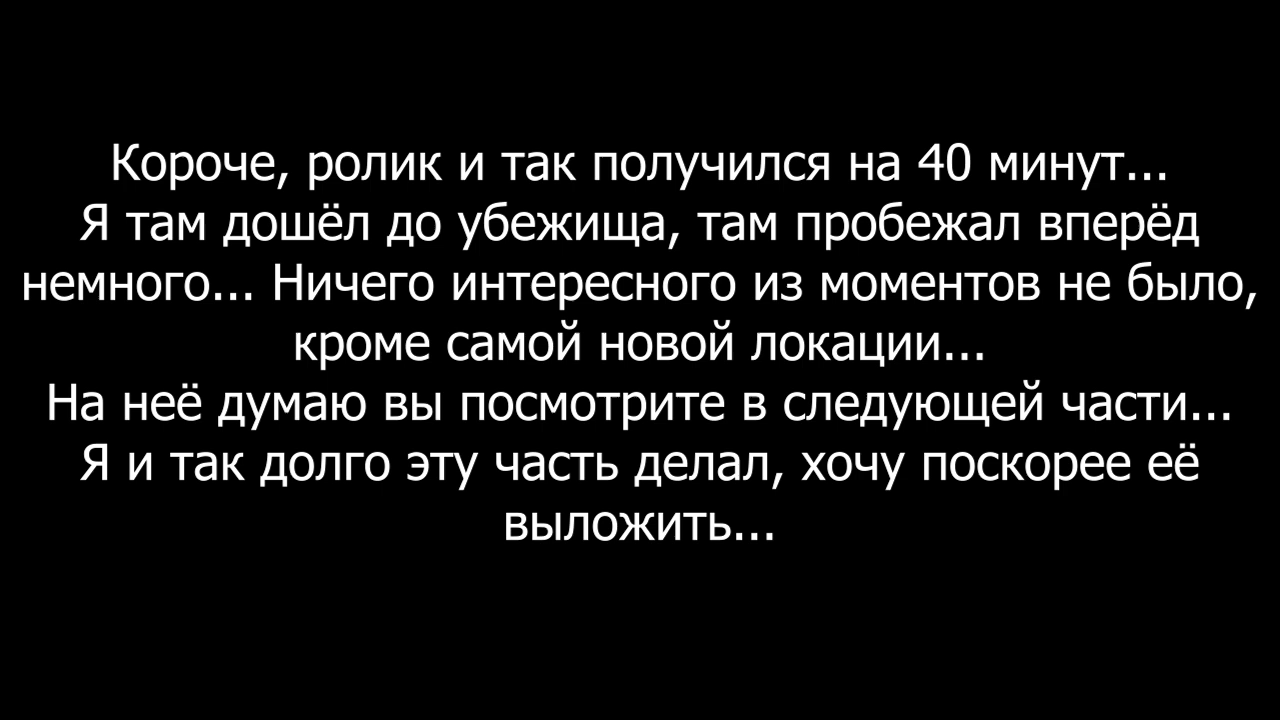 Короче, ролик и так получился на 40 минут...
Я там дошёл до убежища, там пробежал вперёд
немного... Ничего интересного из моментов не было,
кроме самой новой локации...
На неё думаю вы посмотрите в следующей части...
Я и так долго эту часть делал, хочу поскорее её
выложить...